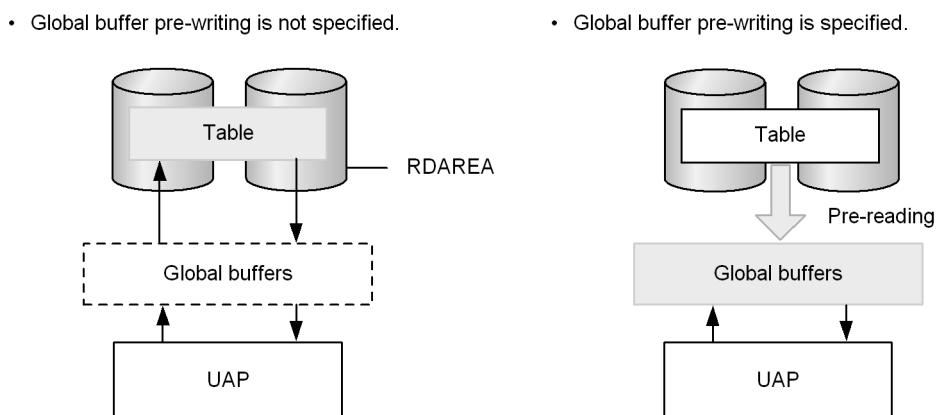 • Global buffer pre-writing is not specified.
Table
RDAREA
Global buffers
UAP
• Global buffer pre-writing is specified.
Table
Pre-reading
Global buffers
UAP